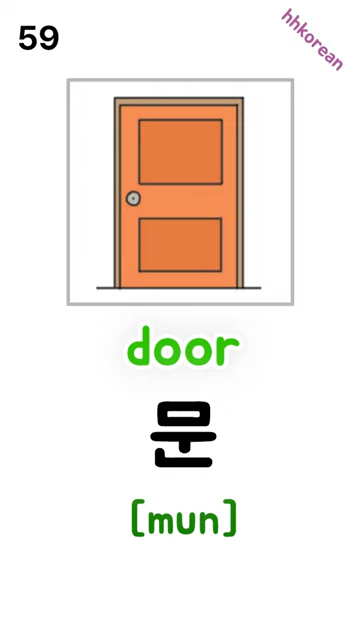 59
hhkorean
door
문
[mun]